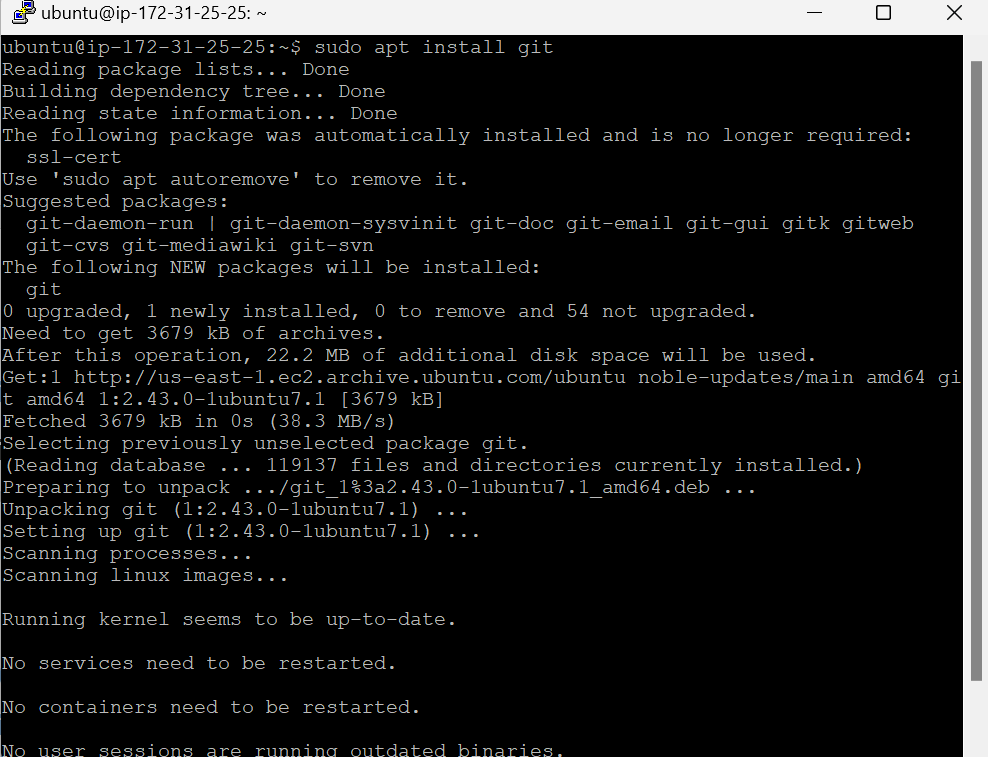 ubuntu@ip-172-31-25-25: ~
ubuntu@ip-172-31-25-25:~$ sudo apt install git
Reading package lists... Done
Building dependency tree... Done
Reading state information... Done
The following package was automatically installed and is no longer required:
  ssl-cert
Use 'sudo apt autoremove' to remove it.
Suggested packages:
  git-daemon-run | git-daemon-sysvinit git-doc git-email git-gui gitk gitweb
  git-cvs git-mediawiki git-svn
The following NEW packages will be installed:
  git
0 upgraded, 1 newly installed, 0 to remove and 54 not upgraded.
Need to get 3679 kB of archives.
After this operation, 22.2 MB of additional disk space will be used.
Get:1 http://us-east-1.ec2.archive.ubuntu.com/ubuntu noble-updates/main amd64 gi
t amd64 1:2.43.0-1ubuntu7.1 [3679 kB]
Fetched 3679 kB in 0s (38.3 MB/s)
Selecting previously unselected package git.
(Reading database ... 119137 files and directories currently installed.)
Preparing to unpack .../git_1%3a2.43.0-1ubuntu7.1_amd64.deb ...
Unpacking git (1:2.43.0-1ubuntu7.1) ...
Setting up git (1:2.43.0-1ubuntu7.1) ...
Scanning processes...
Scanning linux images...

Running kernel seems to be up-to-date.

No services need to be restarted.

No containers need to be restarted.

No user sessions are running outdated binaries.